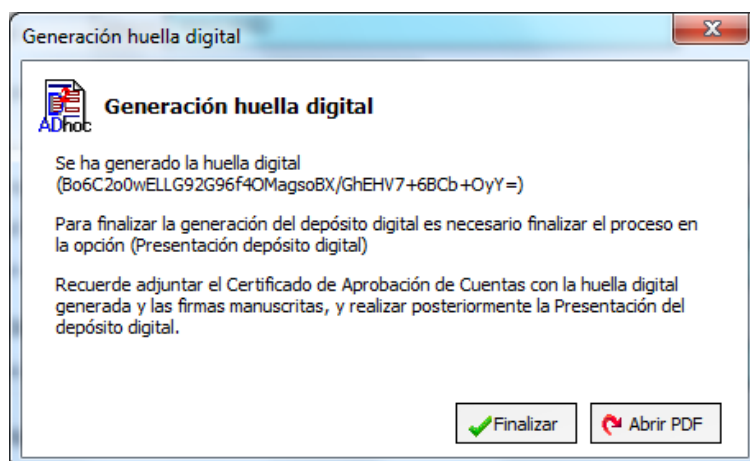 Generación huella digital
X
ADhoc
Generación huella digital
Se ha generado la huella digital
(Bo6C2o0wELLG92G96f4OMagsoBX/GhEHV7+6BCb+OyY=)
Para finalizar la generación del depósito digital es necesario finalizar el proceso en
la opción (Presentación depósito digital)
Recuerde adjuntar el Certificado de Aprobación de Cuentas con la huella digital
generada y las firmas manuscritas, y realizar posteriormente la Presentación del
depósito digital.
Finalizar
Abrir PDF